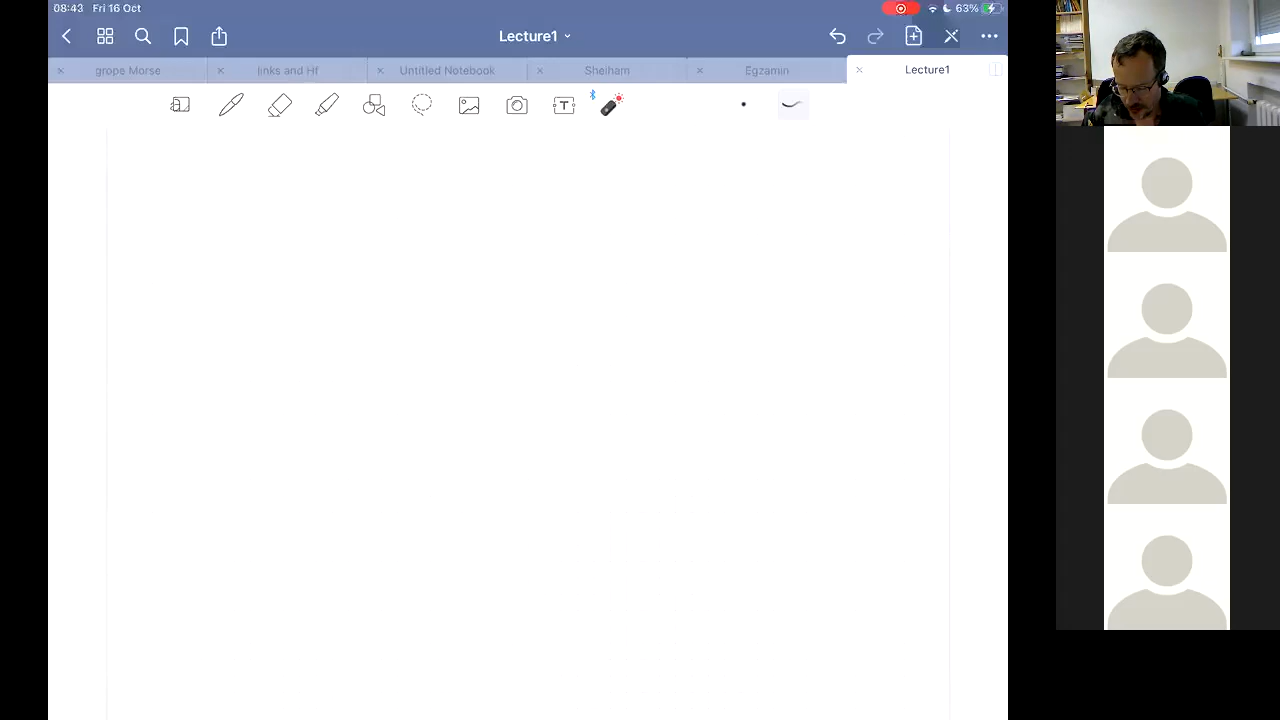 08:43 Fri 16 Oct 63%
Lecture1
grope Morse links and Hf Untitled Notebook Sheiham Egzamin Lecture1
T